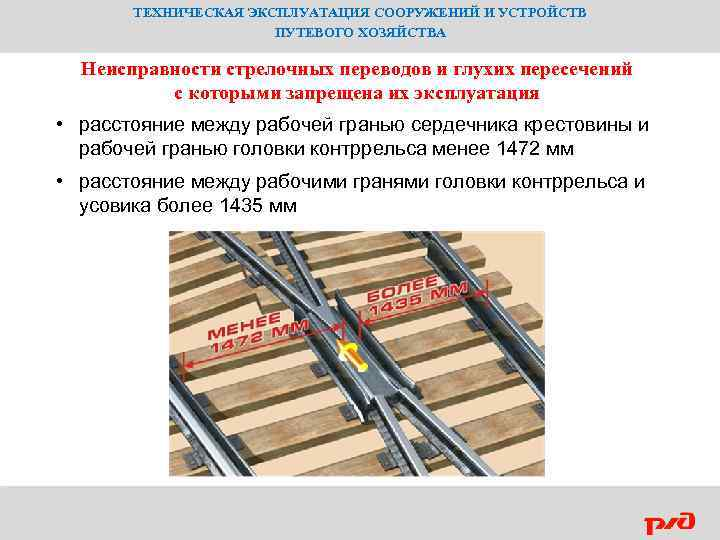 ТЕХНИЧЕСКАЯ ЭКСПЛУАТАЦИЯ СООРУЖЕНИЙ И УСТРОЙСТВ
ПУТЕВОГО ХОЗЯЙСТВА
Неисправности стрелочных переводов и глухих пересечений
с которыми запрещена их эксплуатация
• расстояние между рабочей гранью сердечника крестовины и
рабочей гранью головки контррельса менее 1472 мм
• расстояние между рабочими гранями головки контррельса и
усовика более 1435 мм
БОЛЕЕ
1435 ММ
МЕНЕЕ
1472 ММ
РЖД